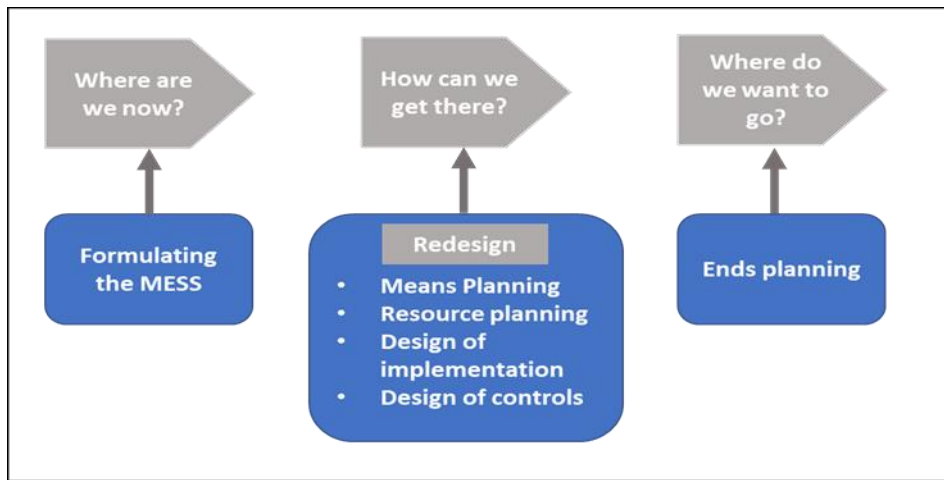 Where are
we now?
How can we
get there?
Where do
we want to
go?
Formulating
the MESS
Redesign
• Means Planning
• Resource planning
• Design of
implementation
• Design of controls
Ends planning